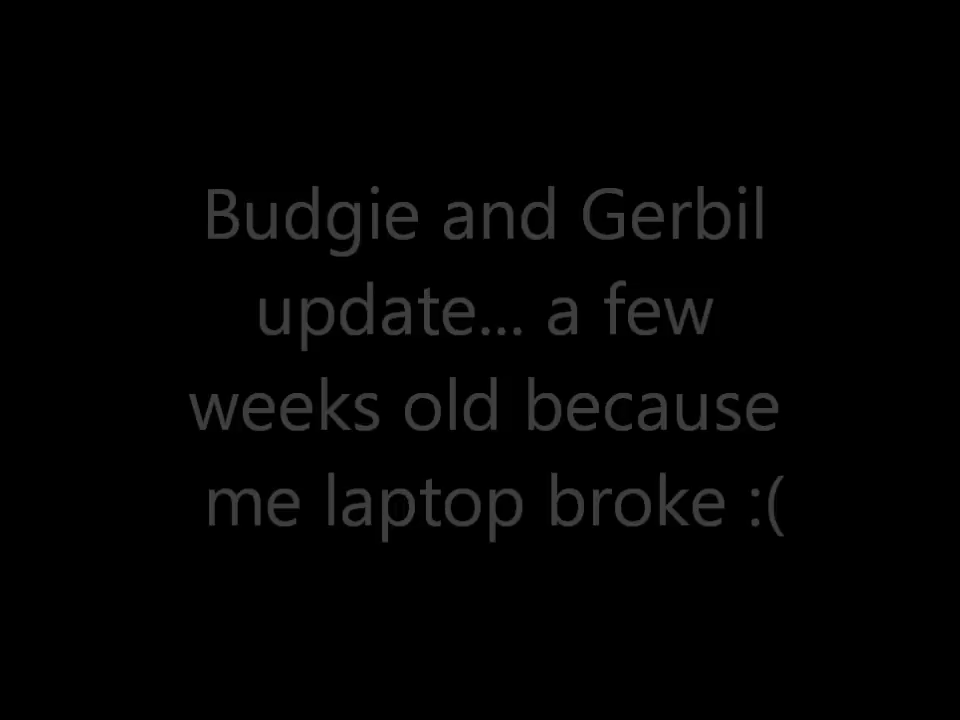 Budgie and Gerbil
update... a few
weeks old because
me laptop broke :(